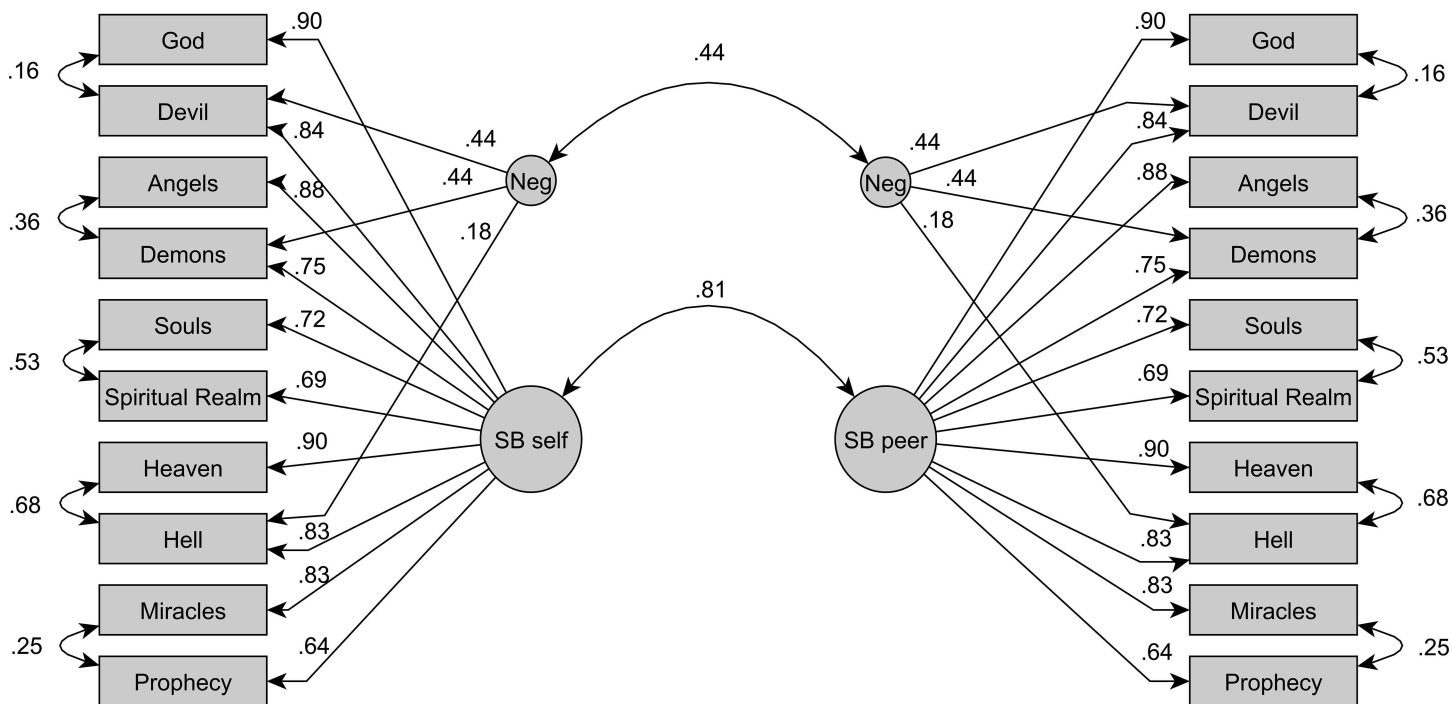 .90
God
.16
Devil
.84
.44
Angels
.88
.44
Neg
.36
.18
Demons
.75
Souls
.72
.53
.69
Spiritual Realm
SB self
.90
Heaven
.68
Hell
.83
Miracles
.83
.25
.64
Prophecy
.44
.81
.90
God
.16
Devil
.84
.44
Angels
.88
.44
Neg
.36
.18
Demons
.75
Souls
.72
.53
.69
Spiritual Realm
SB peer
.90
Heaven
.68
Hell
.83
Miracles
.83
.25
.64
Prophecy